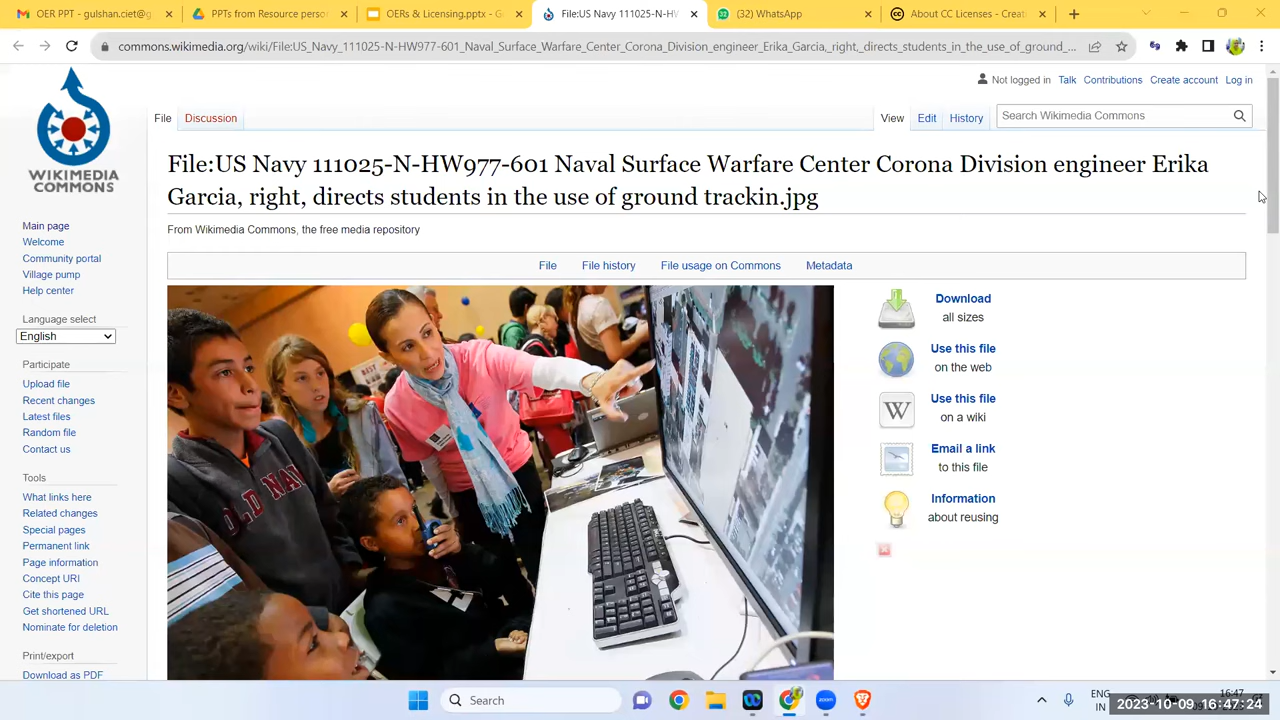 OER PPT - gulshan.ciet@g
PPTs from Resource person
OERs & Licensing.pptx - G
File:US Navy 111025-N-HW
(32) WhatsApp
About CC Licenses - Creati
commons.wikimedia.org/wiki/File:US_Navy_111025-N-HW977-601_Naval_Surface_Warfare_Center_Corona_Division_engineer_Erika_Garcia,_right,_directs_students_in_the_use_of_ground_...
Not logged in Talk Contributions Create account Log in
File Discussion View Edit History Search Wikimedia Commons
WIKIMEDIA
COMMONS
File:US Navy 111025-N-HW977-601 Naval Surface Warfare Center Corona Division engineer Erika
Garcia, right, directs students in the use of ground trackin.jpg
From Wikimedia Commons, the free media repository
File File history File usage on Commons Metadata
Main page
Welcome
Community portal
Village pump
Help center
Language select
English
Participate
Upload file
Recent changes
Latest files
Random file
Contact us
Tools
What links here
Related changes
Special pages
Permanent link
Page information
Concept URI
Cite this page
Get shortened URL
Nominate for deletion
Print/export
Download as PDF
OLD NAVY
Download
all sizes
Use this file
on the web
W
Use this file
on a wiki
Email a link
to this file
Information
about reusing
Search
zoom
ENG
IN
16:47
2023-10-09 16:47:24